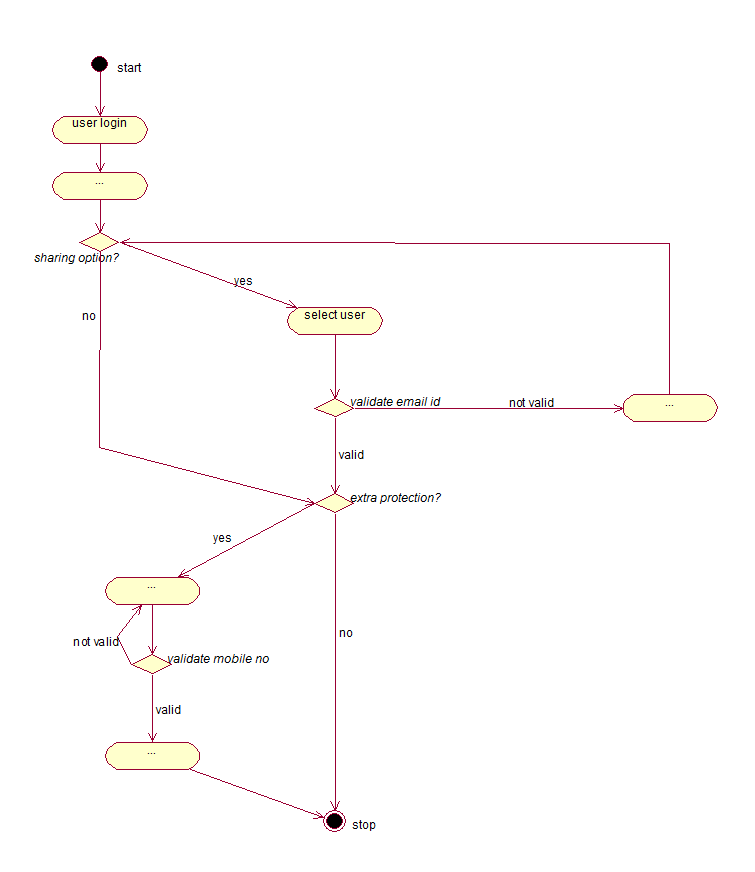 start
user login
...
sharing option?
yes
no
select user
validate email id
not valid
...
valid
extra protection?
yes
...
no
not valid
validate mobile no
valid
...
stop